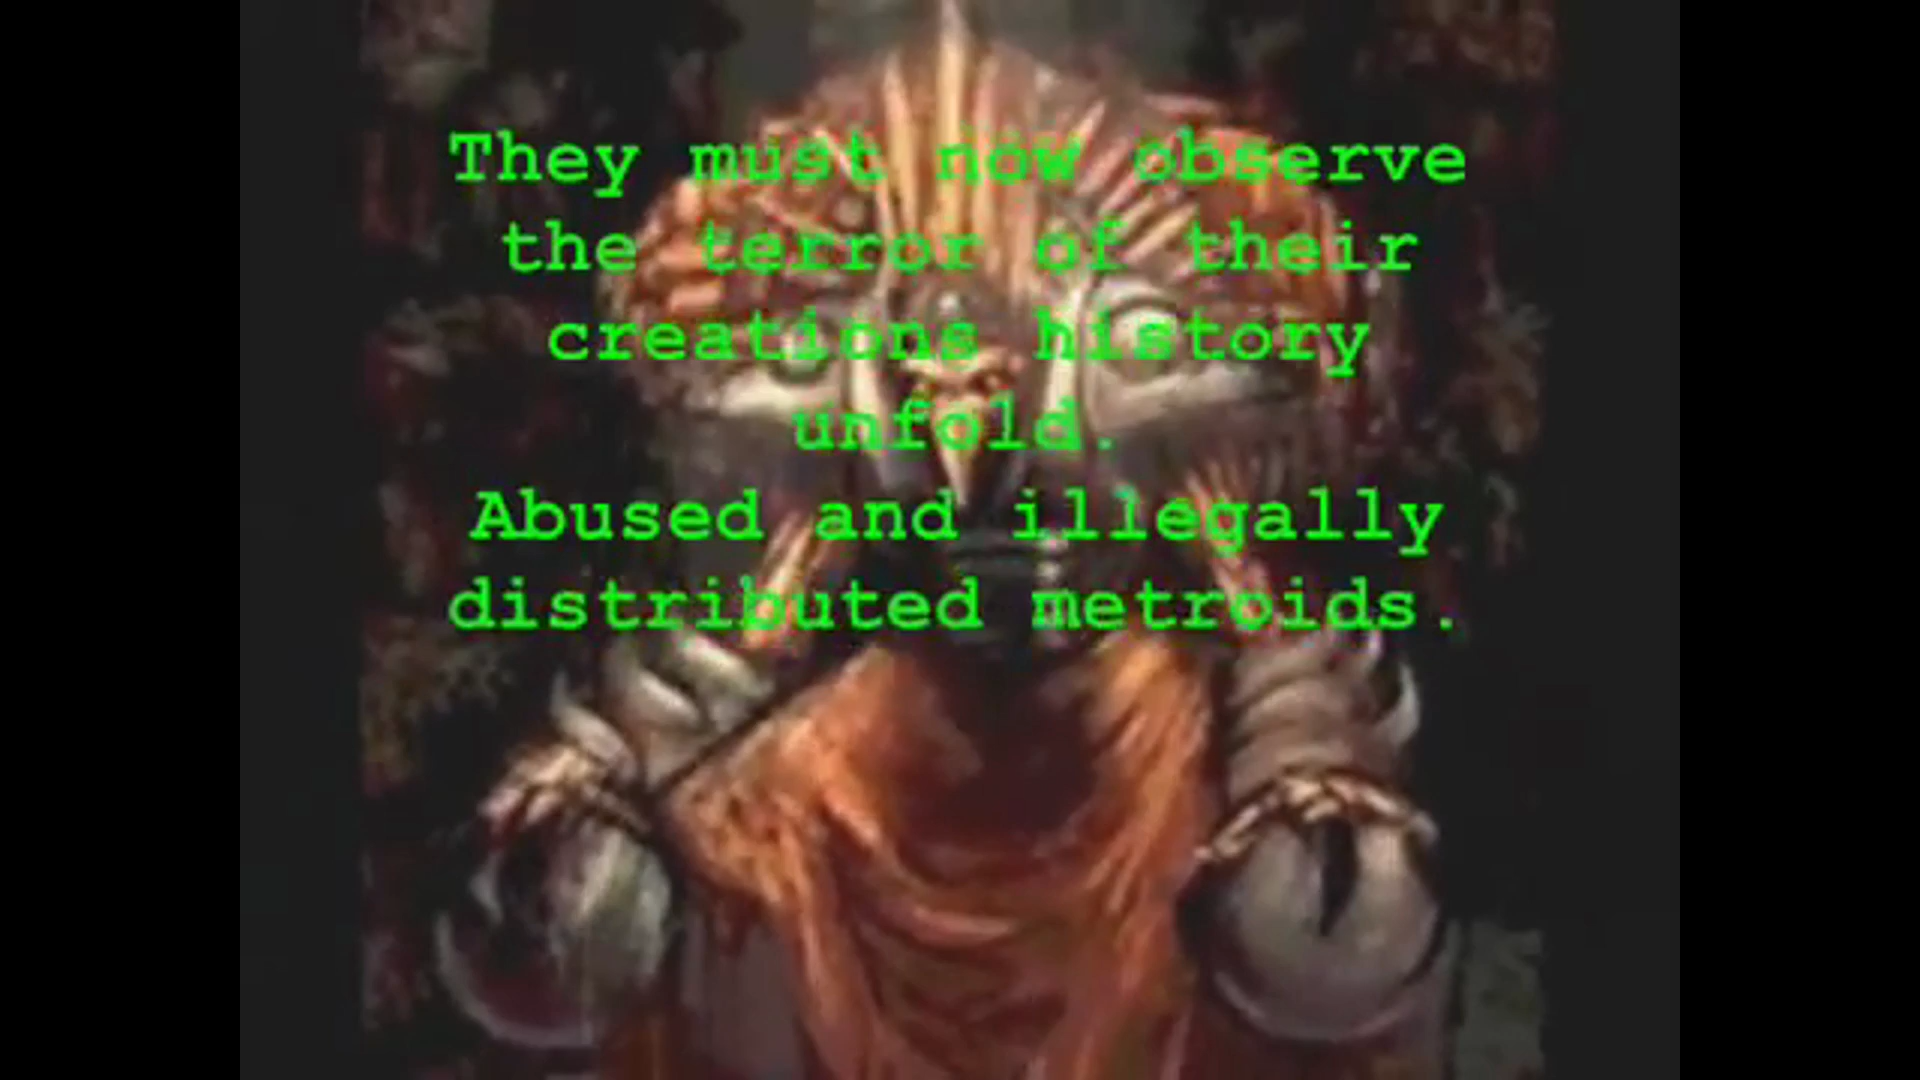 They must now observe
the terror of their
creations history
unfold.
Abused and illegally
distributed metroids.